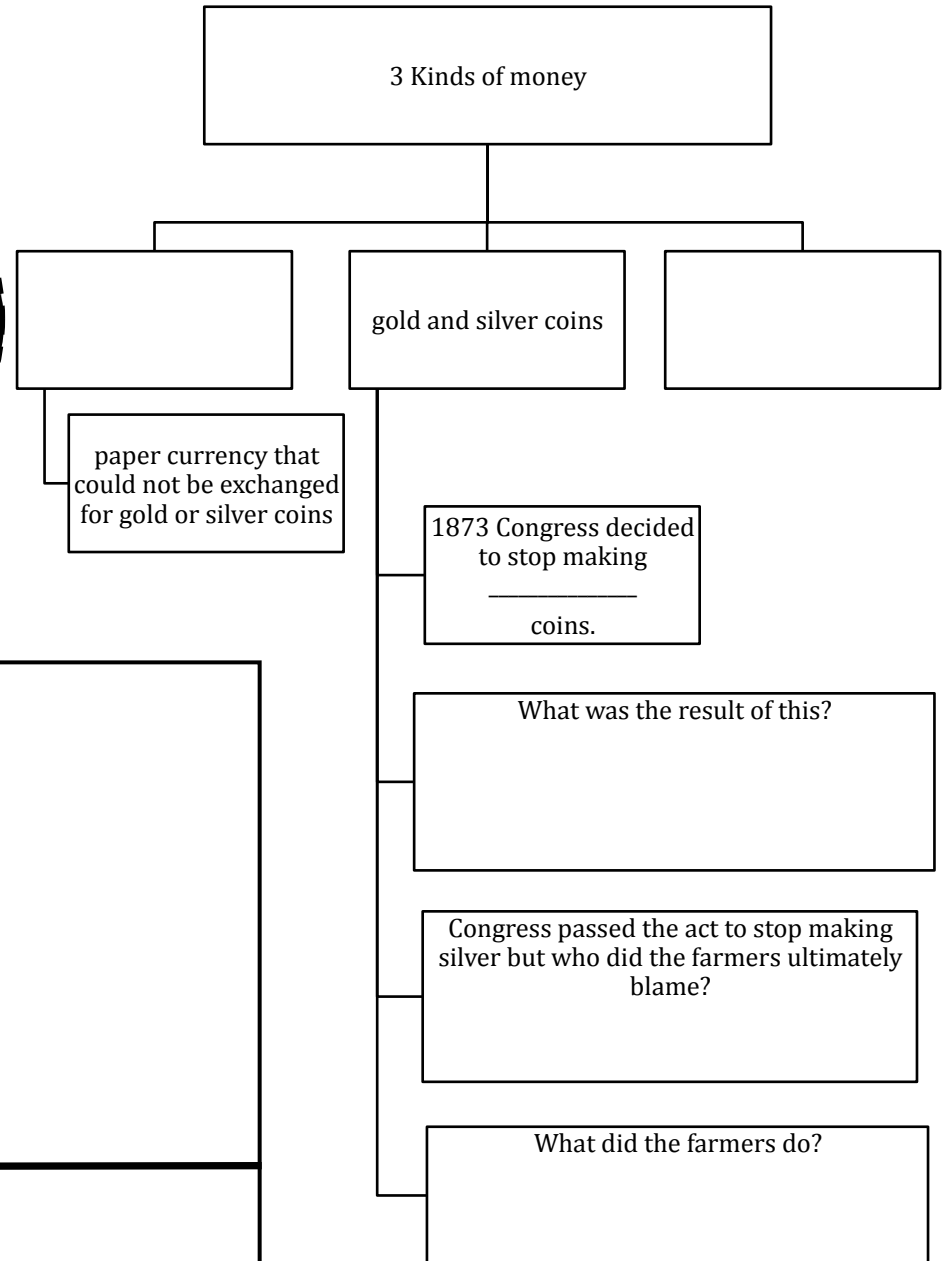 3 Kinds of money
gold and silver coins
paper currency that
could not be exchanged
for gold or silver coins
1873 Congress decided
to stop making
_______________
coins.
What was the result of this?
Congress passed the act to stop making
silver but who did the farmers ultimately
blame?
What did the farmers do?